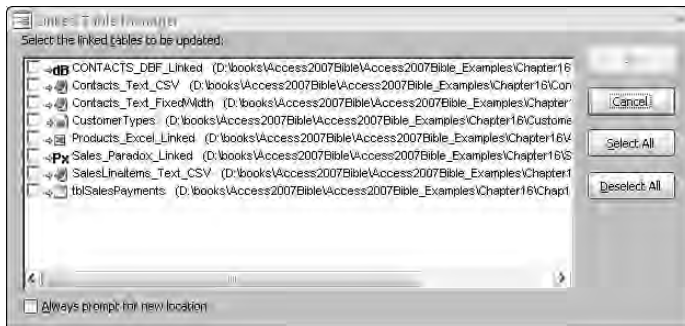 Linked Table Manager
Select the linked tables to be updated:
dB CONTACTS_DBF_Linked (D:\books\Access2007Bible\Access2007Bible_Examples\Chapter16
Contacts_Text_CSV (D:\books\Access2007Bible\Access2007Bible_Examples\Chapter16\Con
Contacts_Text_FixedWidth (D:\books\Access2007Bible\Access2007Bible_Examples\Chapter
CustomerTypes (D:\books\Access2007Bible\Access2007Bible_Examples\Chapter16\Custome
Products_Excel_Linked (D:\books\Access2007Bible\Access2007Bible_Examples\Chapter16\A
Px Sales_Paradox_Linked (D:\books\Access2007Bible\Access2007Bible_Examples\Chapter16\S
SalesLineItems_Text_CSV (D:\books\Access2007Bible\Access2007Bible_Examples\Chapter1
tblSalesPayments (D:\books\Access2007Bible\Access2007Bible_Examples\Chapter16\Chap1
Cancel
Select All
Deselect All
Always prompt for new location